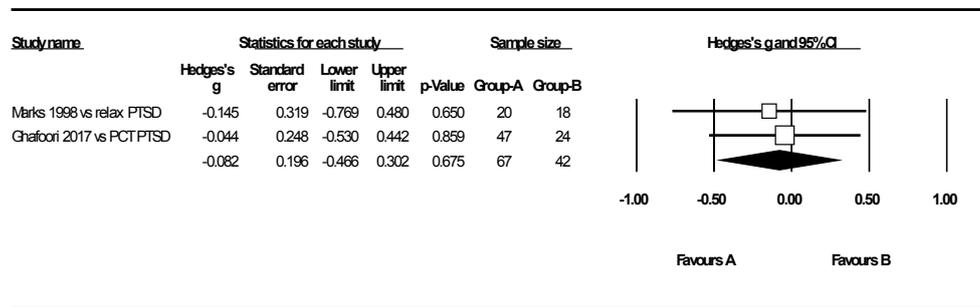 Study name Statistics for each study Sample size Hedges's g and 95% CI
Hedges's Standard Lower Upper
g error limit limit p-Value Group-A Group-B
Marks 1998 vs relax PTSD -0.145 0.319 -0.769 0.480 0.650 20 18
Ghafoori 2017 vs PCT PTSD -0.044 0.248 -0.530 0.442 0.859 47 24
-0.082 0.196 -0.466 0.302 0.675 67 42
-1.00 -0.50 0.00 0.50 1.00
Favours A Favours B